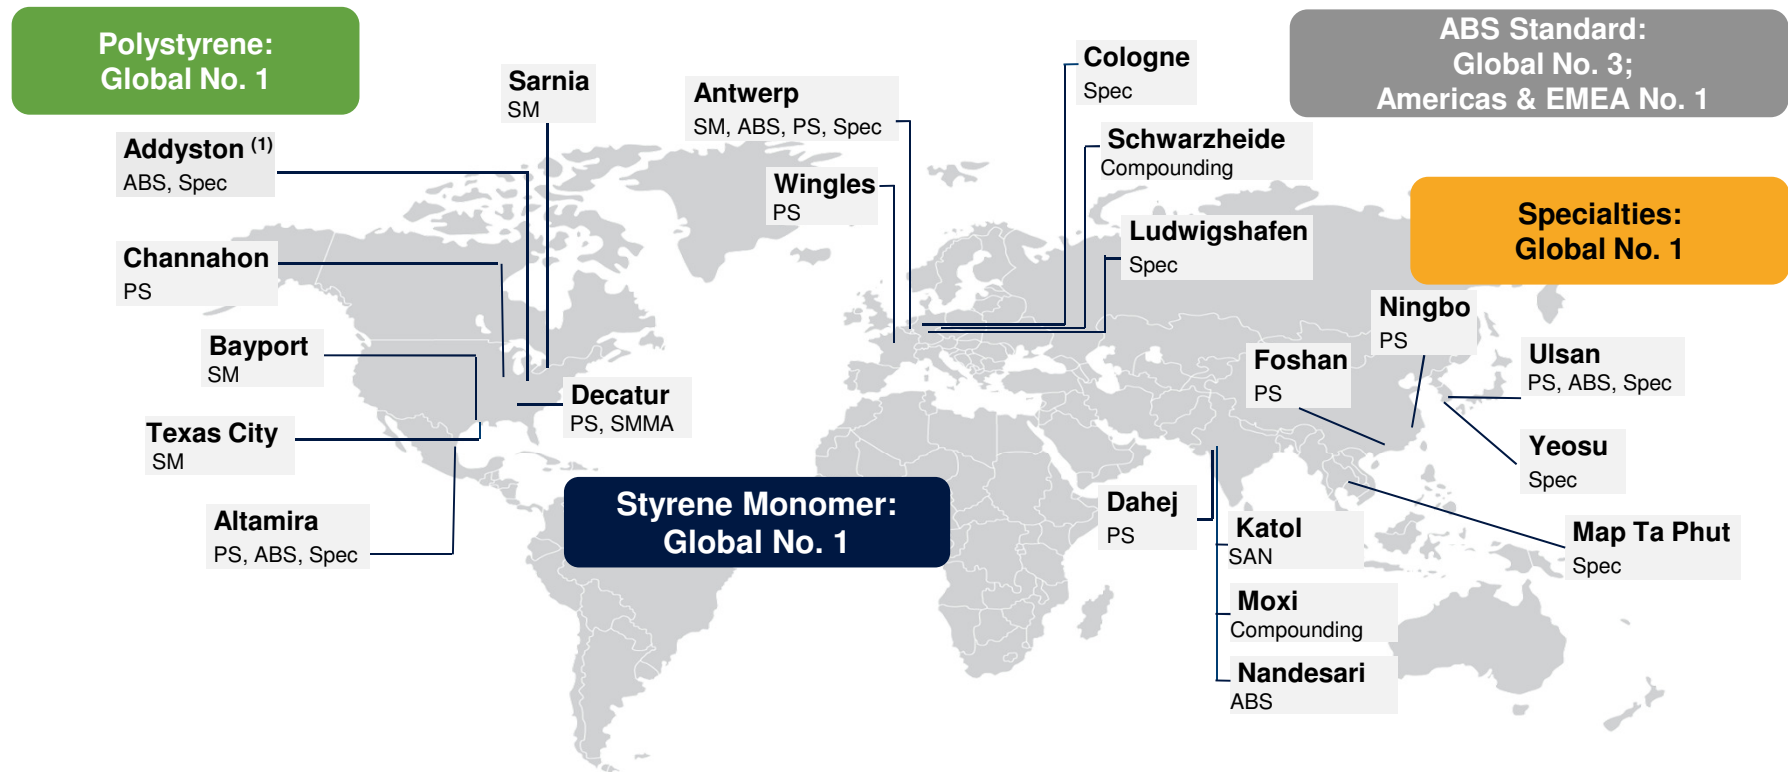 Polystyrene:
Global No. 1
ABS Standard:
Global No. 3;
Americas & EMEA No. 1
Specialties:
Global No. 1
Styrene Monomer:
Global No. 1
Sarnia
SM
Addyston (1)
ABS, Spec
Channahon
PS
Bayport
SM
Texas City
SM
Altamira
PS, ABS, Spec
Decatur
PS, SMMA
Antwerp
SM, ABS, PS, Spec
Wingles
PS
Cologne
Spec
Schwarzheide
Compounding
Ludwigshafen
Spec
Ningbo
PS
Foshan
PS
Ulsan
PS, ABS, Spec
Yeosu
Spec
Map Ta Phut
Spec
Dahej
PS
Katol
SAN
Moxi
Compounding
Nandesari
ABS